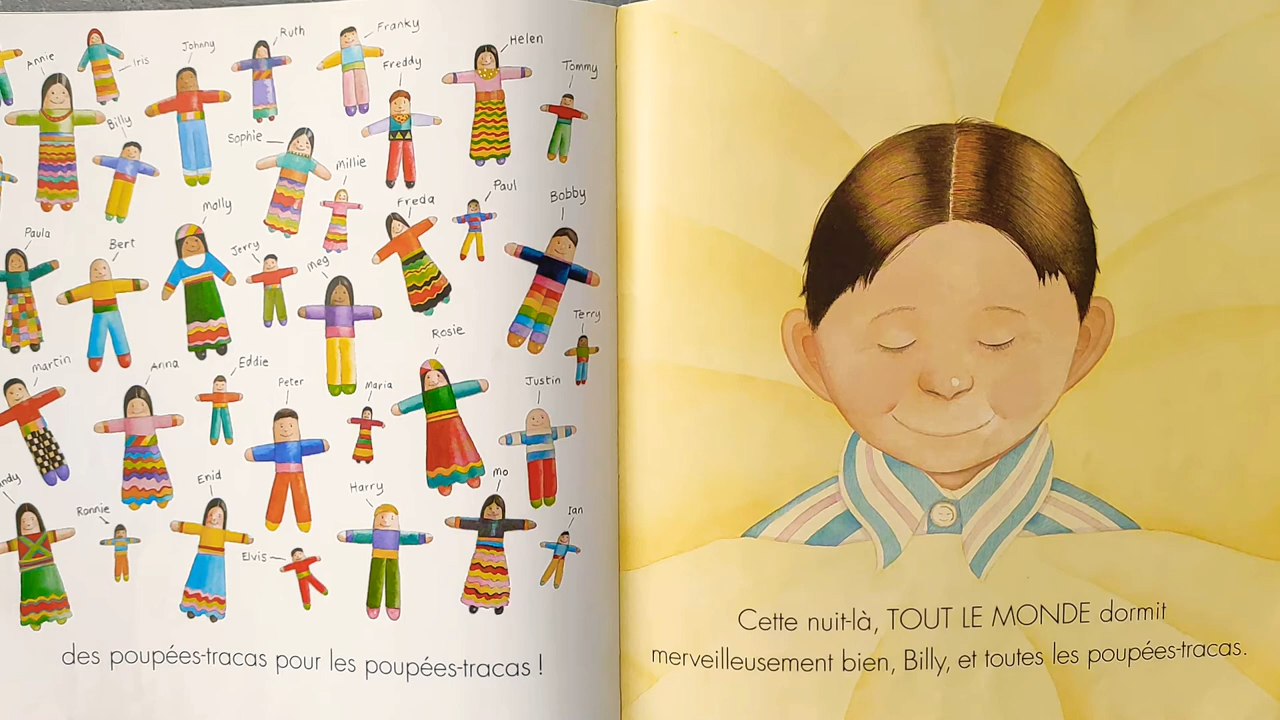 Annie
Iris
Johnny
Ruth
Franky
Freddy
Helen
Tommy
Billy
Sophie
Millie
Paul
Bobby
Molly
Freda
Paula
Bert
Jerry
Meg
Terry
Rosie
Martin
Anna
Eddie
Peter
Maria
Justin
Enid
Harry
Mo
Ronnie
Elvis
Ian
des poupées-tracas pour les poupées-tracas !
Cette nuit-là, TOUT LE MONDE dormit
merveilleusement bien, Billy, et toutes les poupées-tracas.